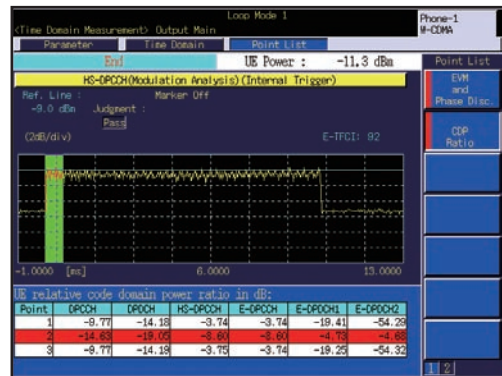 Loop Mode 1
<Time Domain Measurement> Output Main
Phone-1
W-CDMA
Parameter Time Domain Point List
End UE Power : -11.3 dBm
Point List
HS-DPCCH(Modulation Analysis)(Internal Trigger)
EVM
and
Phase Disc.
Ref. Line : Marker Off
-9.0 dBm Judgment :
Pass
CDP
Ratio
(2dB/div) E-TFCI: 92
-1.0000 [ms] 6.0000 13.0000
UE relative code domain power ratio in dB:
Point DPCCH DPDCH HS-DPCCH E-DPCCH E-DPDCH1 E-DPDCH2
1 -9.77 -14.18 -3.74 -3.74 -19.41 -54.29
2 -14.63 -19.05 -8.60 -8.60 -4.73 -4.68
3 -9.77 -14.19 -3.75 -3.74 -19.25 -54.32
1 2